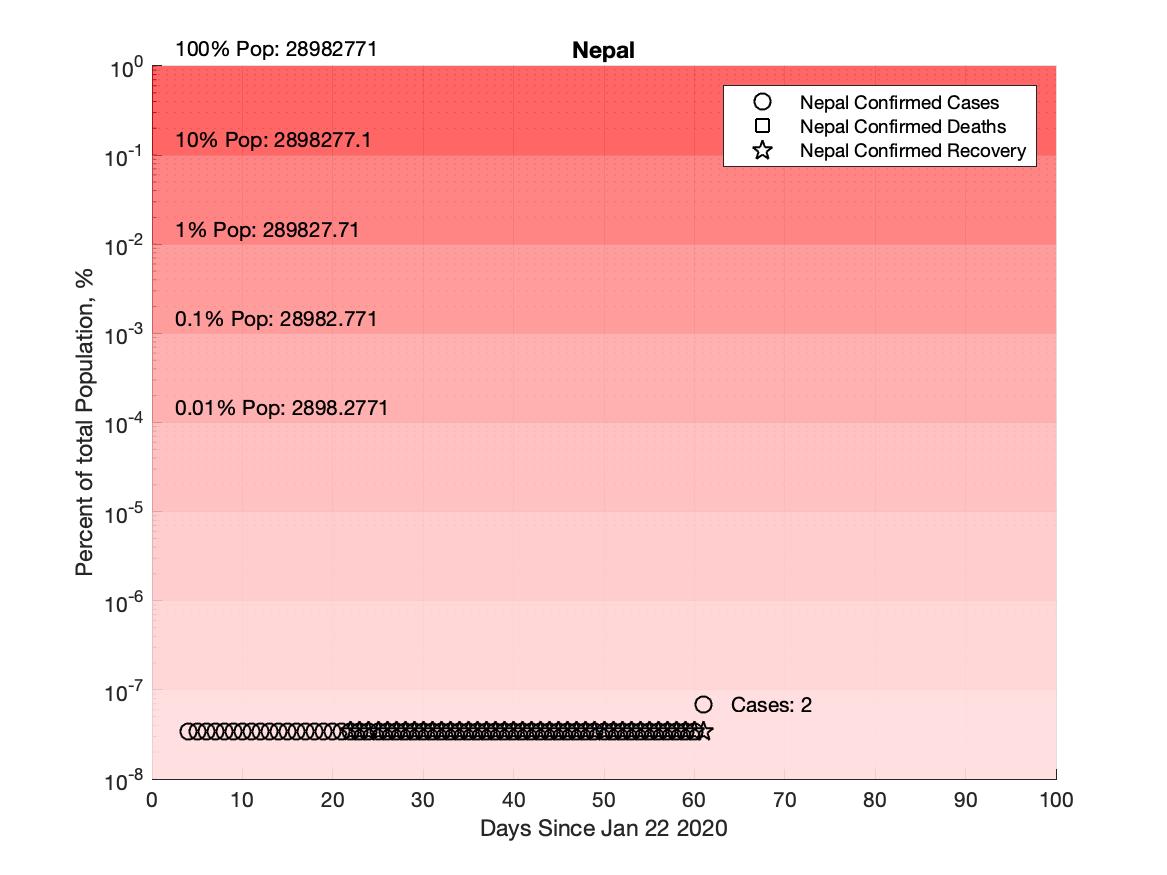 Nepal
100% Pop: 28982771
10% Pop: 2898277.1
1% Pop: 289827.71
0.1% Pop: 28982.771
0.01% Pop: 2898.2771
Nepal Confirmed Cases
Nepal Confirmed Deaths
Nepal Confirmed Recovery
Cases: 2
Percent of total Population, %
10^0
10^-1
10^-2
10^-3
10^-4
10^-5
10^-6
10^-7
10^-8
0 10 20 30 40 50 60 70 80 90 100
Days Since Jan 22 2020